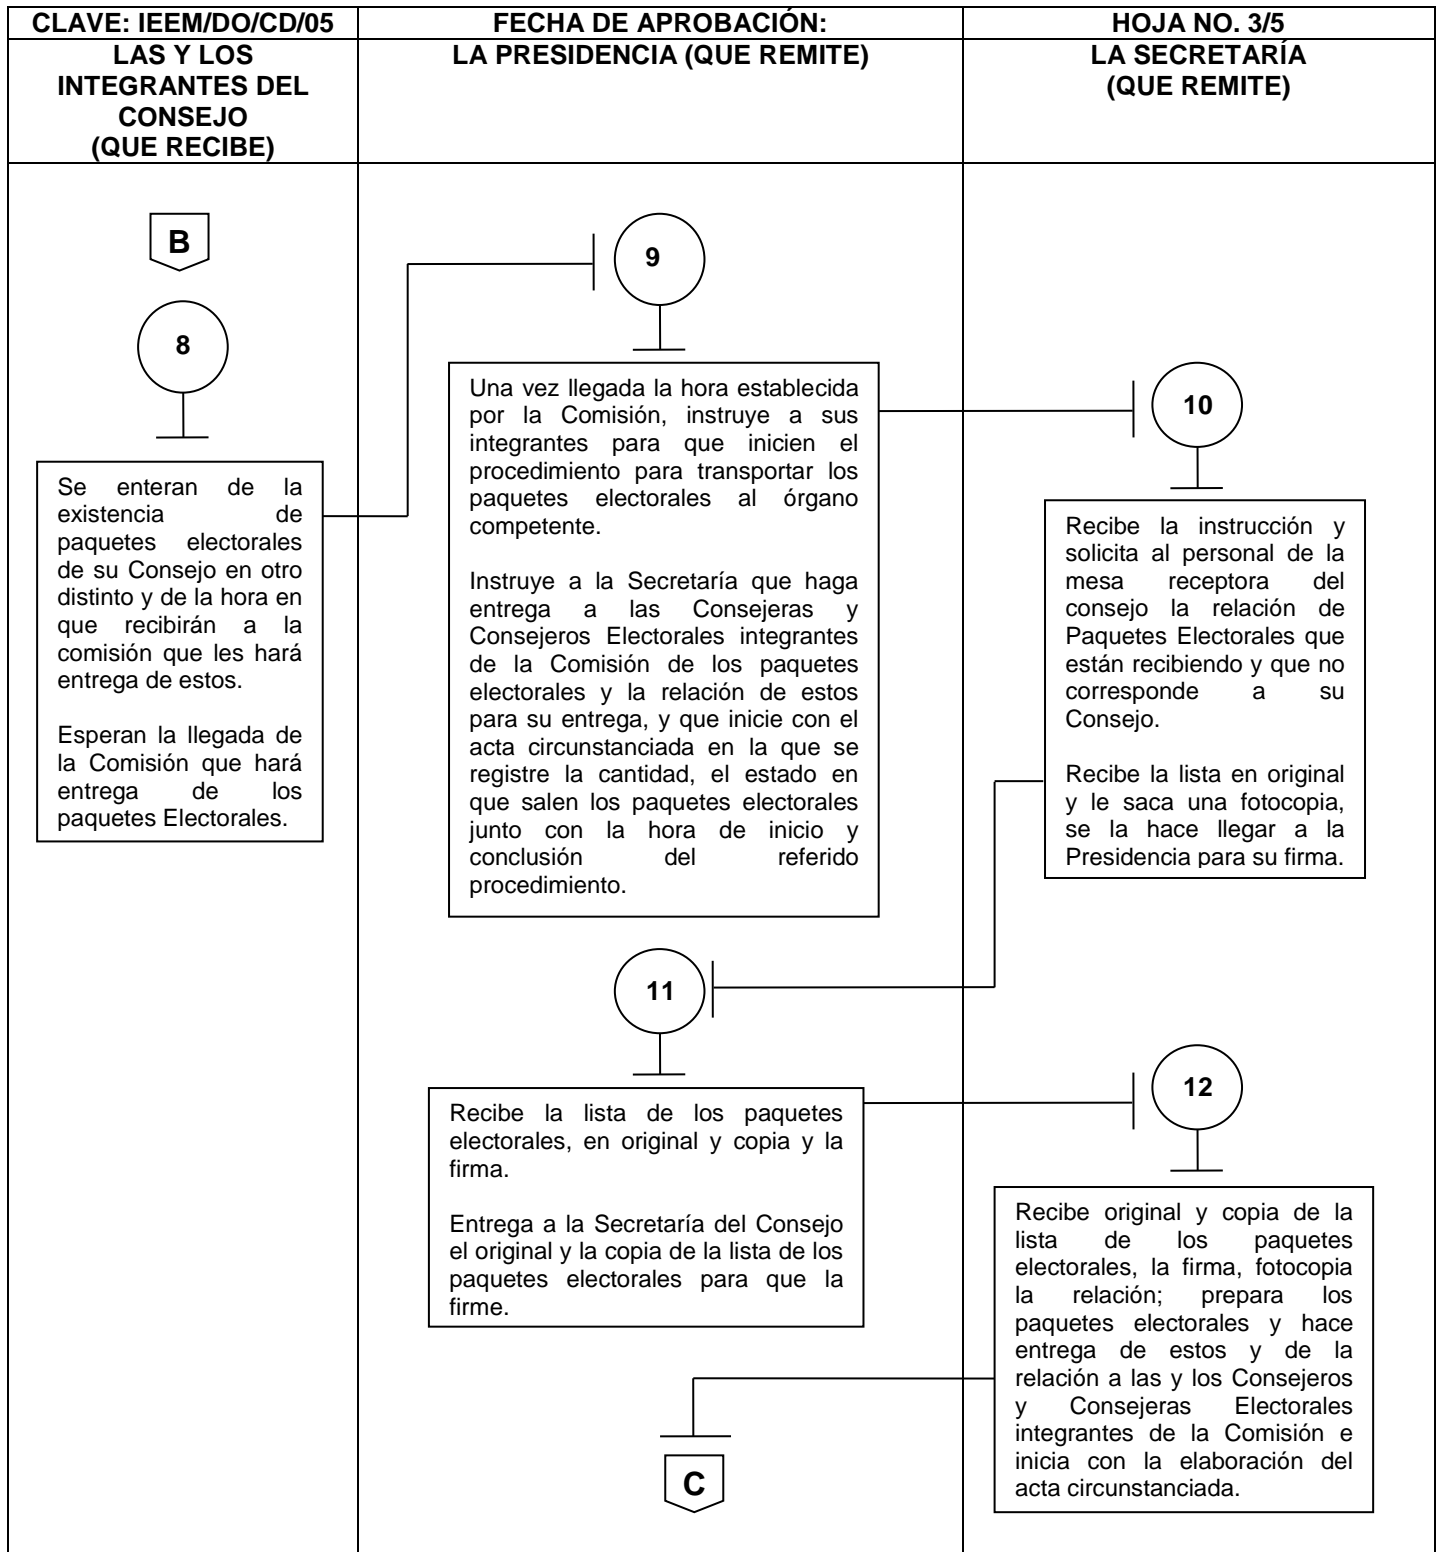 CLAVE: IEEM/DO/CD/05
FECHA DE APROBACIÓN:
HOJA NO. 3/5
LAS Y LOS
INTEGRANTES DEL
CONSEJO
(QUE RECIBE)
LA PRESIDENCIA (QUE REMITE)
LA SECRETARÍA
(QUE REMITE)
B
8
Se enteran de la
existencia de
paquetes electorales
de su Consejo en otro
distinto y de la hora en
que recibirán a la
comisión que les hará
entrega de estos.
Esperan la llegada de
la Comisión que hará
entrega de los
paquetes Electorales.
9
Una vez llegada la hora establecida
por la Comisión, instruye a sus
integrantes para que inicien el
procedimiento para transportar los
paquetes electorales al órgano
competente.
Instruye a la Secretaría que haga
entrega a las Consejeras y
Consejeros Electorales integrantes
de la Comisión de los paquetes
electorales y la relación de estos
para su entrega, y que inicie con el
acta circunstanciada en la que se
registre la cantidad, el estado en
que salen los paquetes electorales
junto con la hora de inicio y
conclusión del referido
procedimiento.
10
Recibe la instrucción y
solicita al personal de la
mesa receptora del
consejo la relación de
Paquetes Electorales que
están recibiendo y que no
corresponde a su
Consejo.
Recibe la lista en original
y le saca una fotocopia,
se la hace llegar a la
Presidencia para su firma.
11
Recibe la lista de los paquetes
electorales, en original y copia y la
firma.
Entrega a la Secretaría del Consejo
el original y la copia de la lista de los
paquetes electorales para que la
firme.
12
Recibe original y copia de la
lista de los paquetes
electorales, la firma, fotocopia
la relación; prepara los
paquetes electorales y hace
entrega de estos y de la
relación a las y los Consejeros
y Consejeras Electorales
integrantes de la Comisión e
inicia con la elaboración del
acta circunstanciada.
C